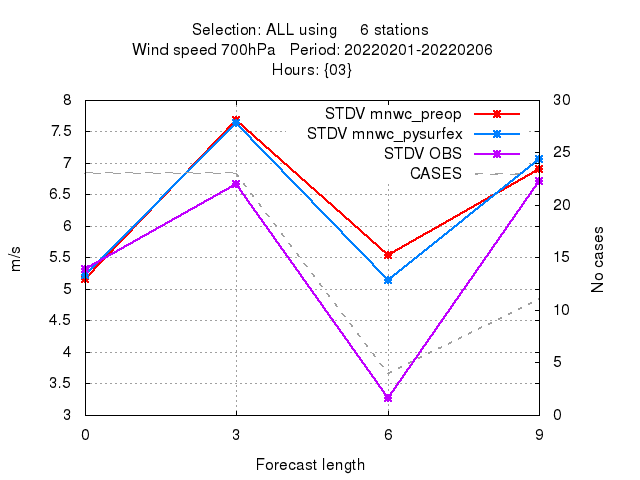 Selection: ALL using 6 stations
Wind speed 700hPa Period: 20220201-20220206
Hours: {03}
8
7.5
7
6.5
6
5.5
5
4.5
4
3.5
3
30
25
20
15
10
5
0
STDV mnwc_preop
STDV mnwc_pysurfex
STDV OBS
CASES
m/s
No cases
0 3 6 9
Forecast length